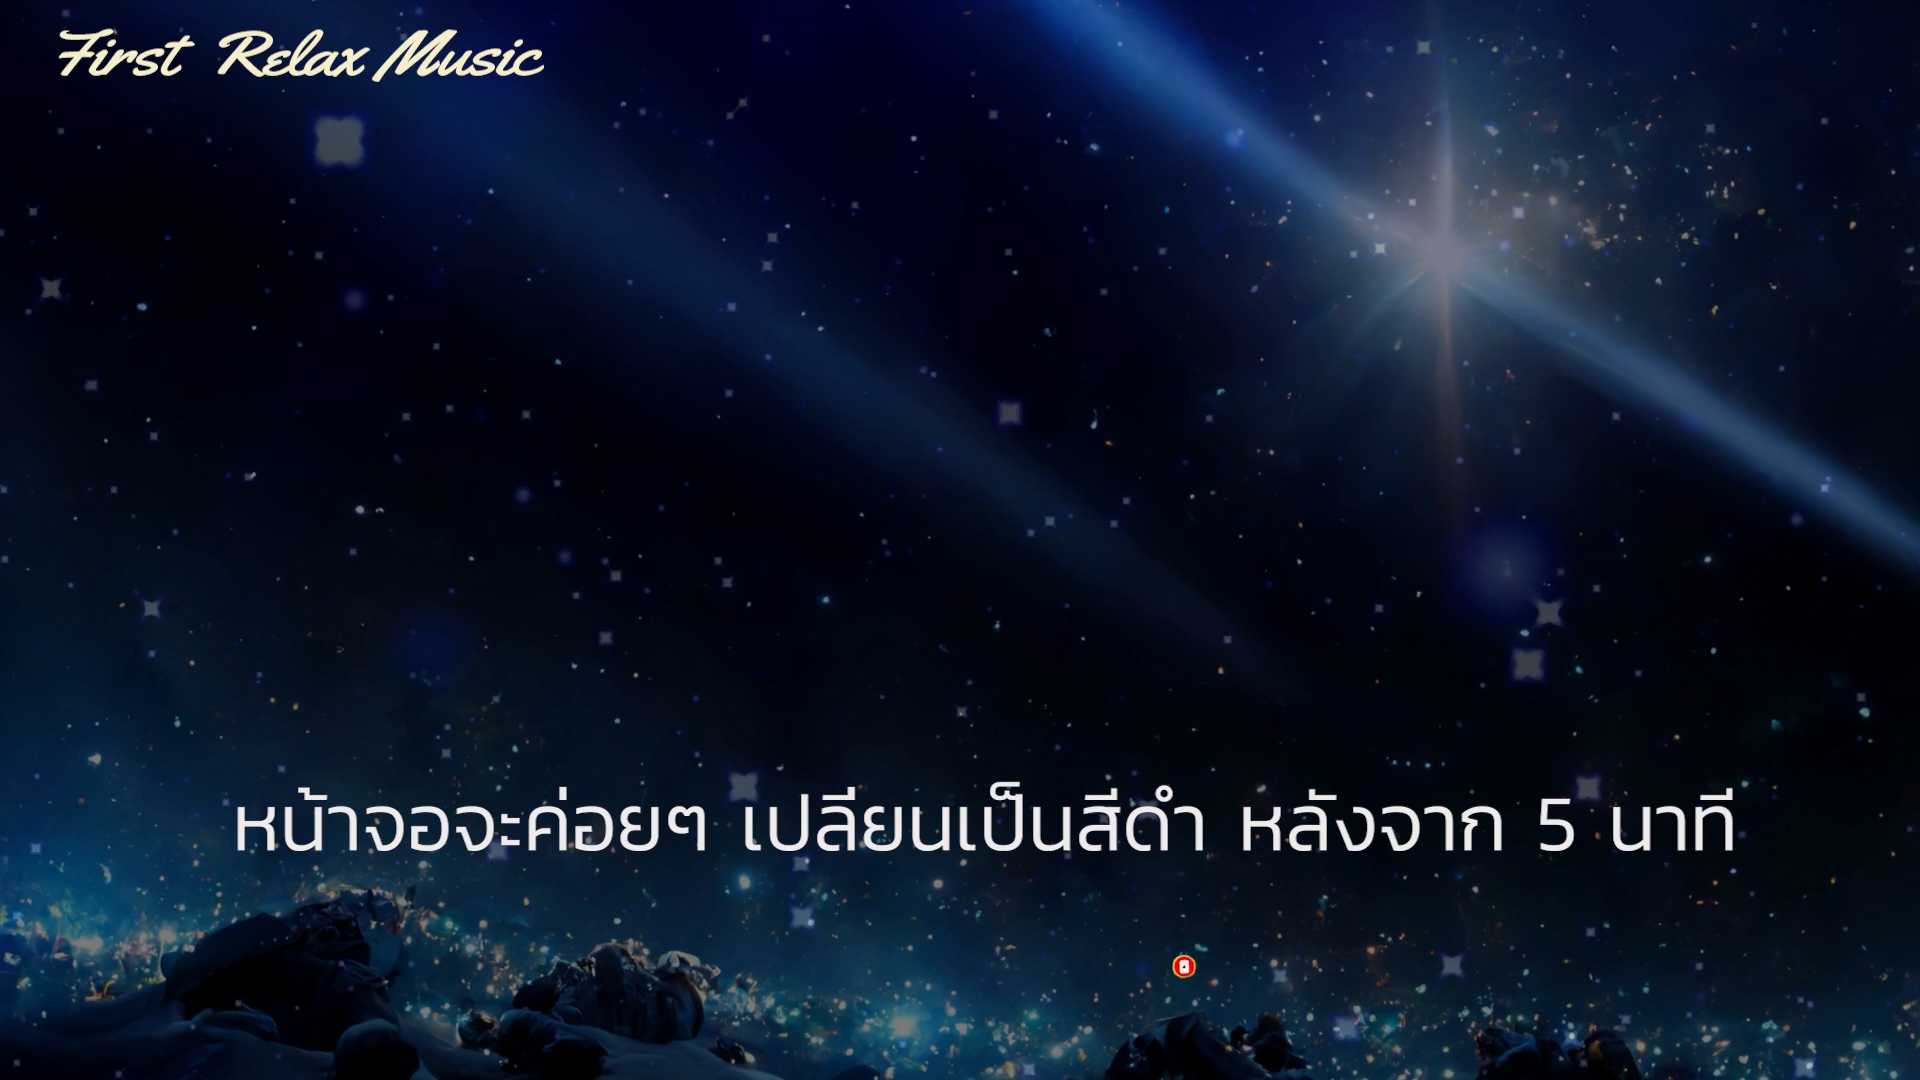 First Relax Music
หน้าจอจะค่อยๆ เปลี่ยนเป็นสีดำ หลังจาก 5 นาที